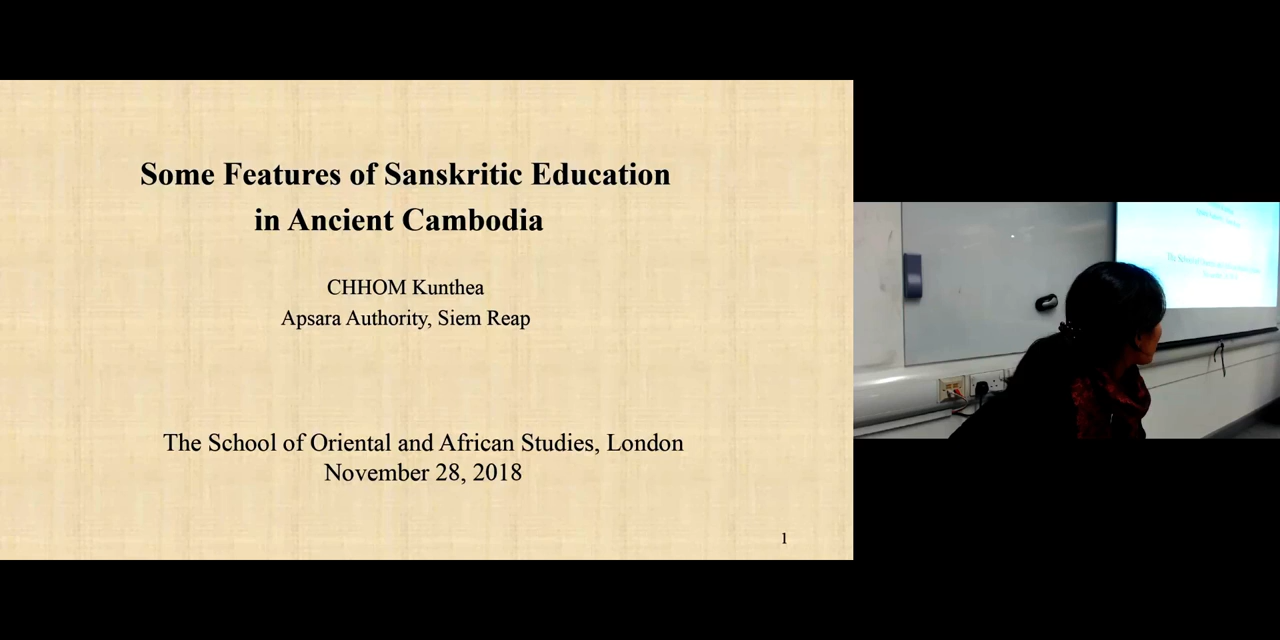 Some Features of Sanskritic Education
in Ancient Cambodia
CHHOM Kunthea
Apsara Authority, Siem Reap
The School of Oriental and African Studies, London
November 28, 2018
1